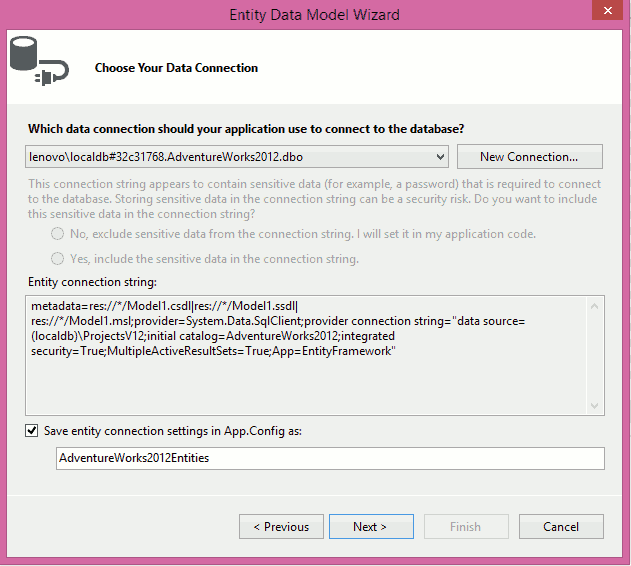 Entity Data Model Wizard
Choose Your Data Connection
Which data connection should your application use to connect to the database?
lenovo\localdb#32c31768.AdventureWorks2012.dbo
New Connection...
This connection string appears to contain sensitive data (for example, a password) that is required to connect
to the database. Storing sensitive data in the connection string can be a security risk. Do you want to include
this sensitive data in the connection string?
No, exclude sensitive data from the connection string. I will set it in my application code.
Yes, include the sensitive data in the connection string.
Entity connection string:
metadata=res://*/Model1.csdl|res://*/Model1.ssdl|
res://*/Model1.msl;provider=System.Data.SqlClient;provider connection string="data source=
(localdb)\ProjectsV12;initial catalog=AdventureWorks2012;integrated
security=True;MultipleActiveResultSets=True;App=EntityFramework"
Save entity connection settings in App.Config as:
AdventureWorks2012Entities
< Previous
Next >
Finish
Cancel